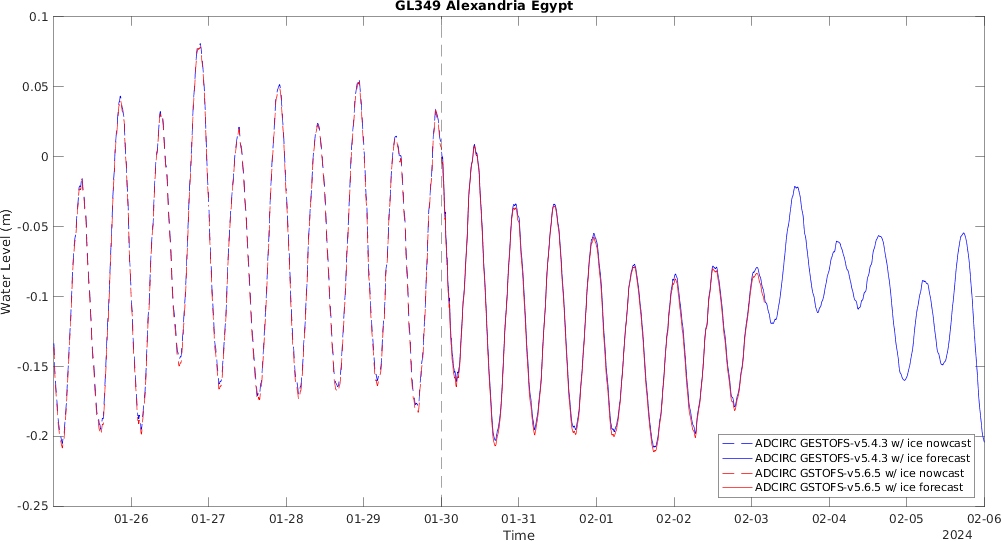 GL349 Alexandria Egypt
0.1
0.05
0
-0.05
-0.1
-0.15
-0.2
-0.25
Water Level (m)
ADCIRC GESTOFS-v5.4.3 w/ ice nowcast
ADCIRC GESTOFS-v5.4.3 w/ ice forecast
ADCIRC GSTOFS-v5.6.5 w/ ice nowcast
ADCIRC GSTOFS-v5.6.5 w/ ice forecast
01-26 01-27 01-28 01-29 01-30 01-31 02-01 02-02 02-03 02-04 02-05 02-06
Time
2024